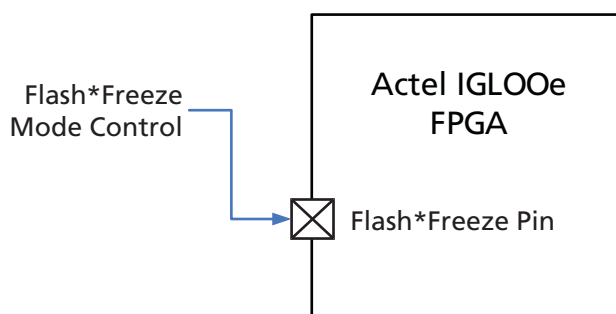 Flash*Freeze
Mode Control
Actel IGLOOe
FPGA
Flash*Freeze Pin